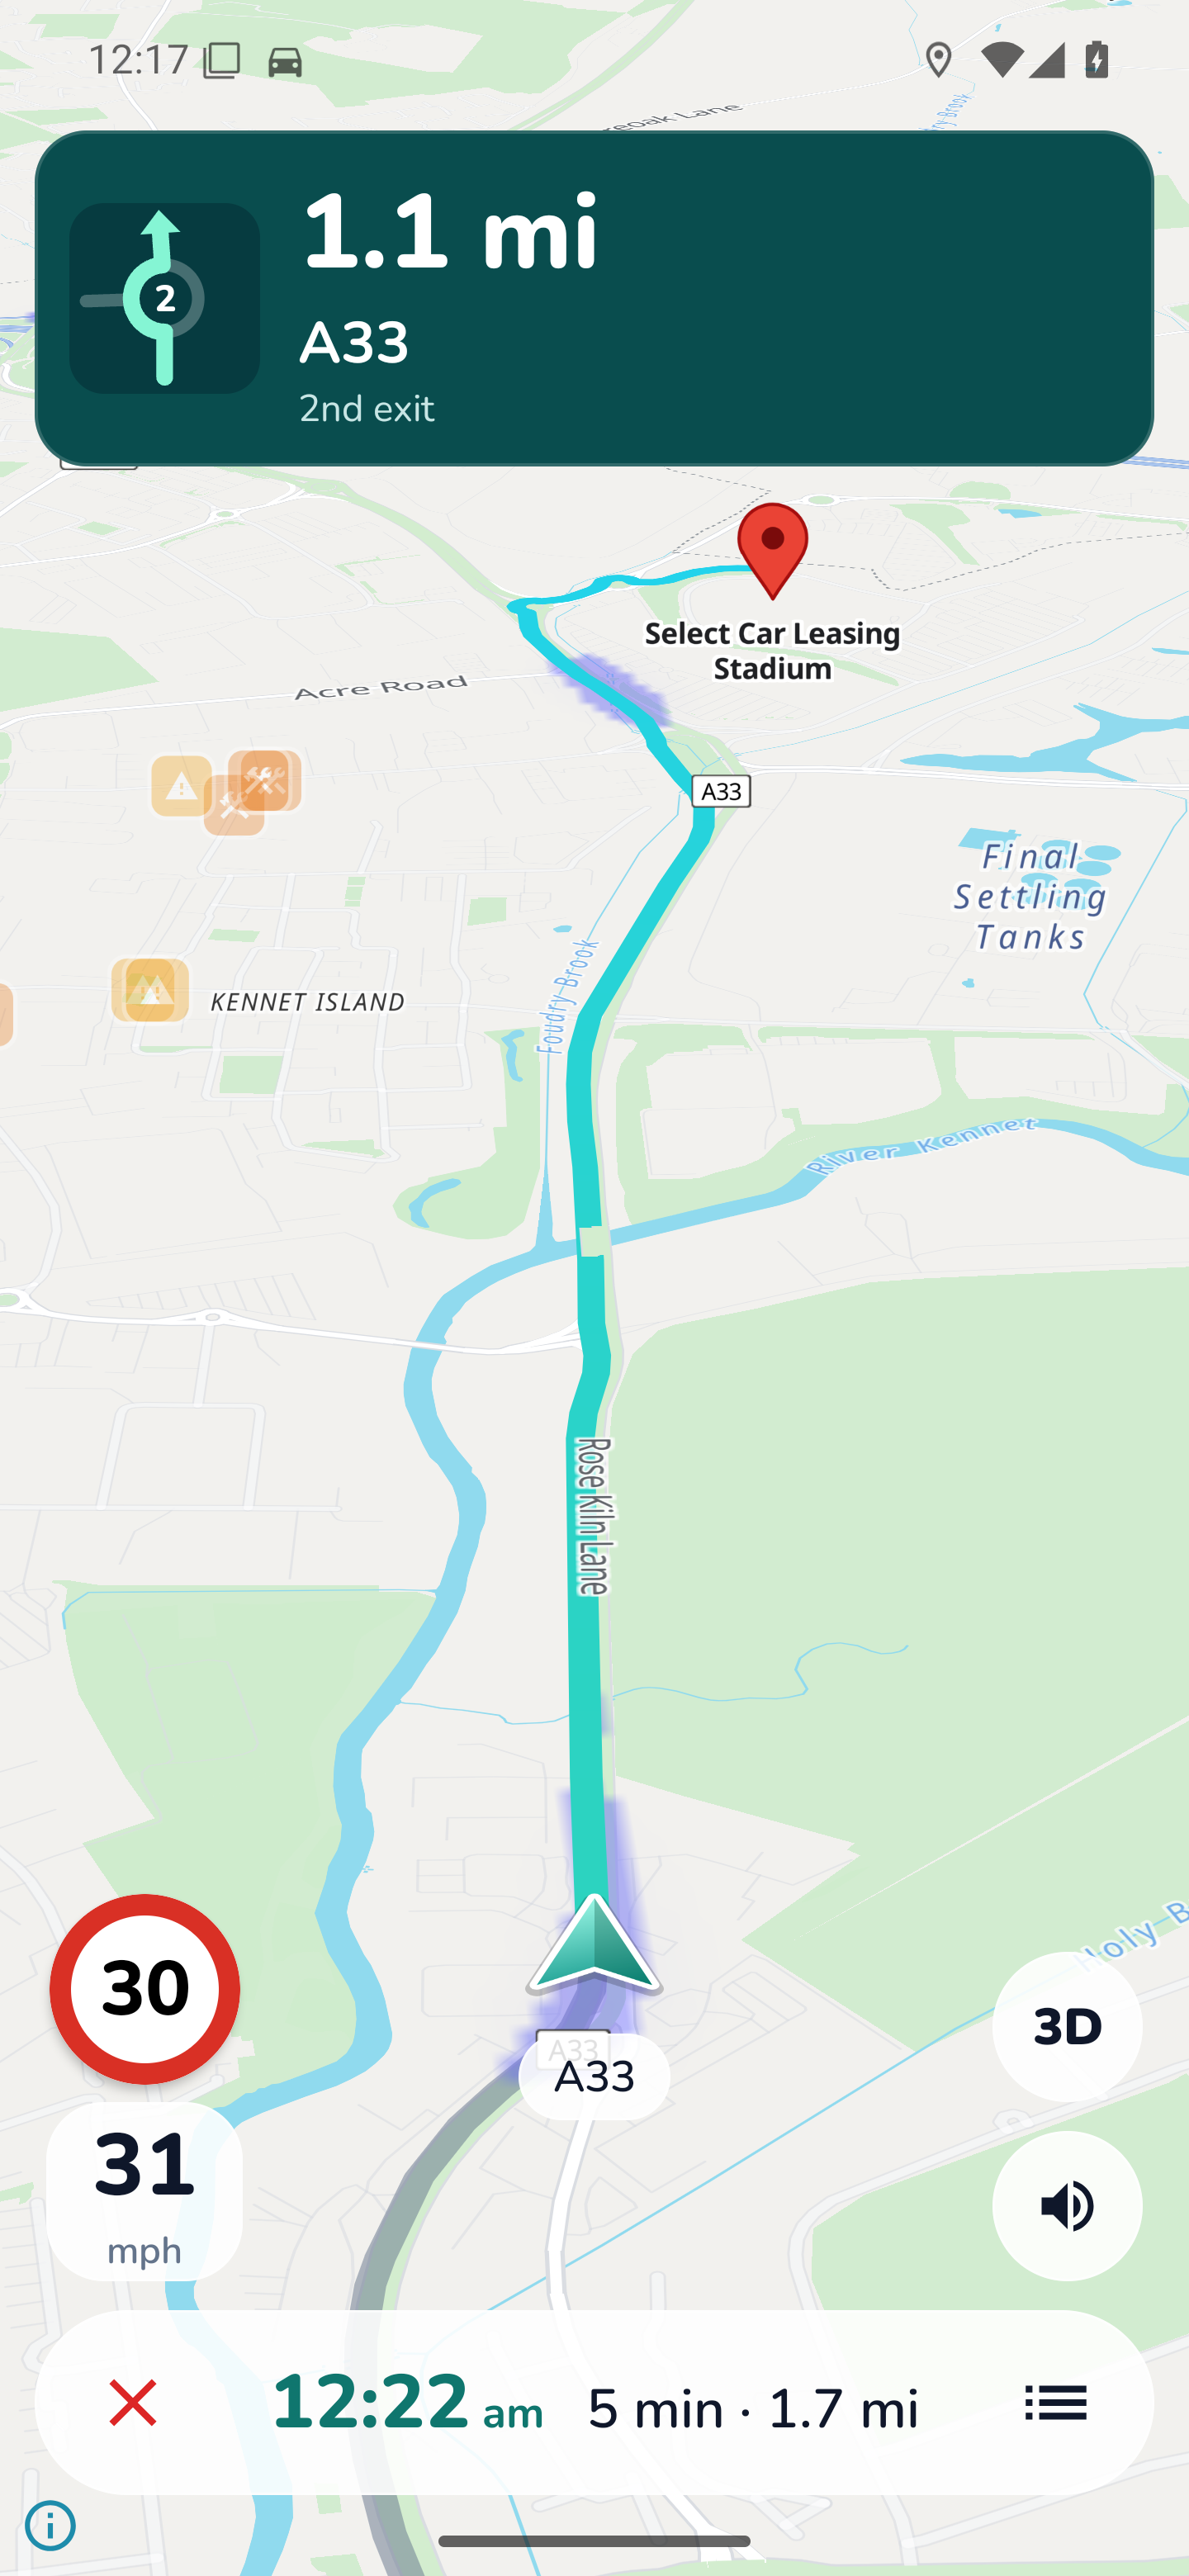 12:17
1.1 mi
2
A33
2nd exit
Select Car Leasing
Stadium
Acre Road
A33
Final
Settling
Tanks
KENNET ISLAND
Foudry Brook
River Kennet
Rose Kiln Lane
30
Holy B
3D
A33
A33
31
mph
12:22 am 5 min · 1.7 mi